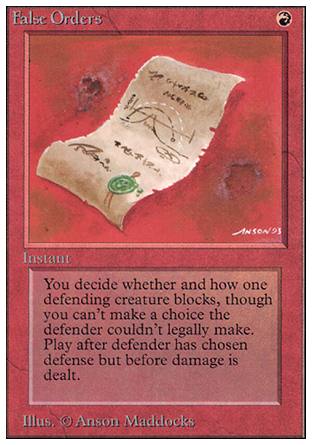 False Orders
ANSON 93
Instant
You decide whether and how one
defending creature blocks, though
you can't make a choice the
defender couldn't legally make.
Play after defender has chosen
defense but before damage is
dealt.
Illus. © Anson Maddocks